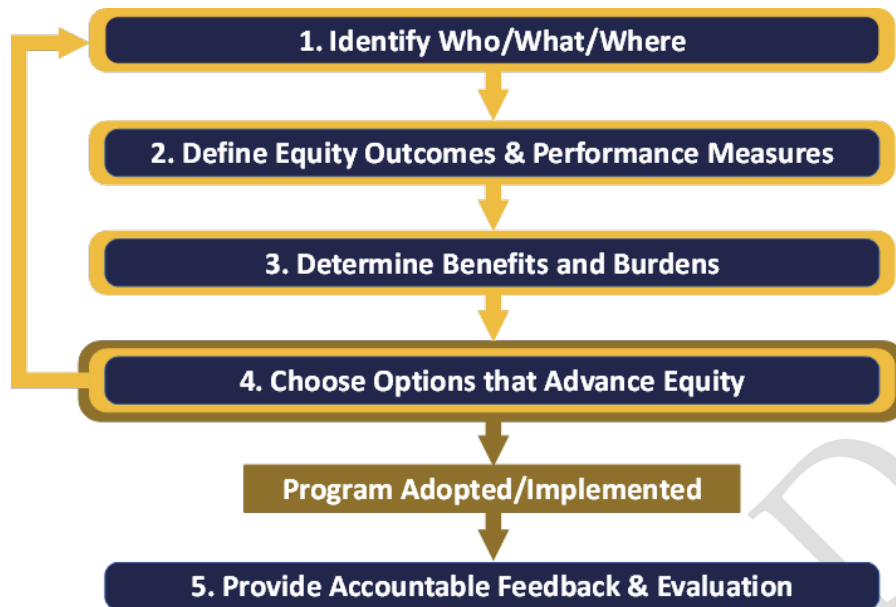 1. Identify Who/What/Where
2. Define Equity Outcomes & Performance Measures
3. Determine Benefits and Burdens
4. Choose Options that Advance Equity
Program Adopted/Implemented
5. Provide Accountable Feedback & Evaluation